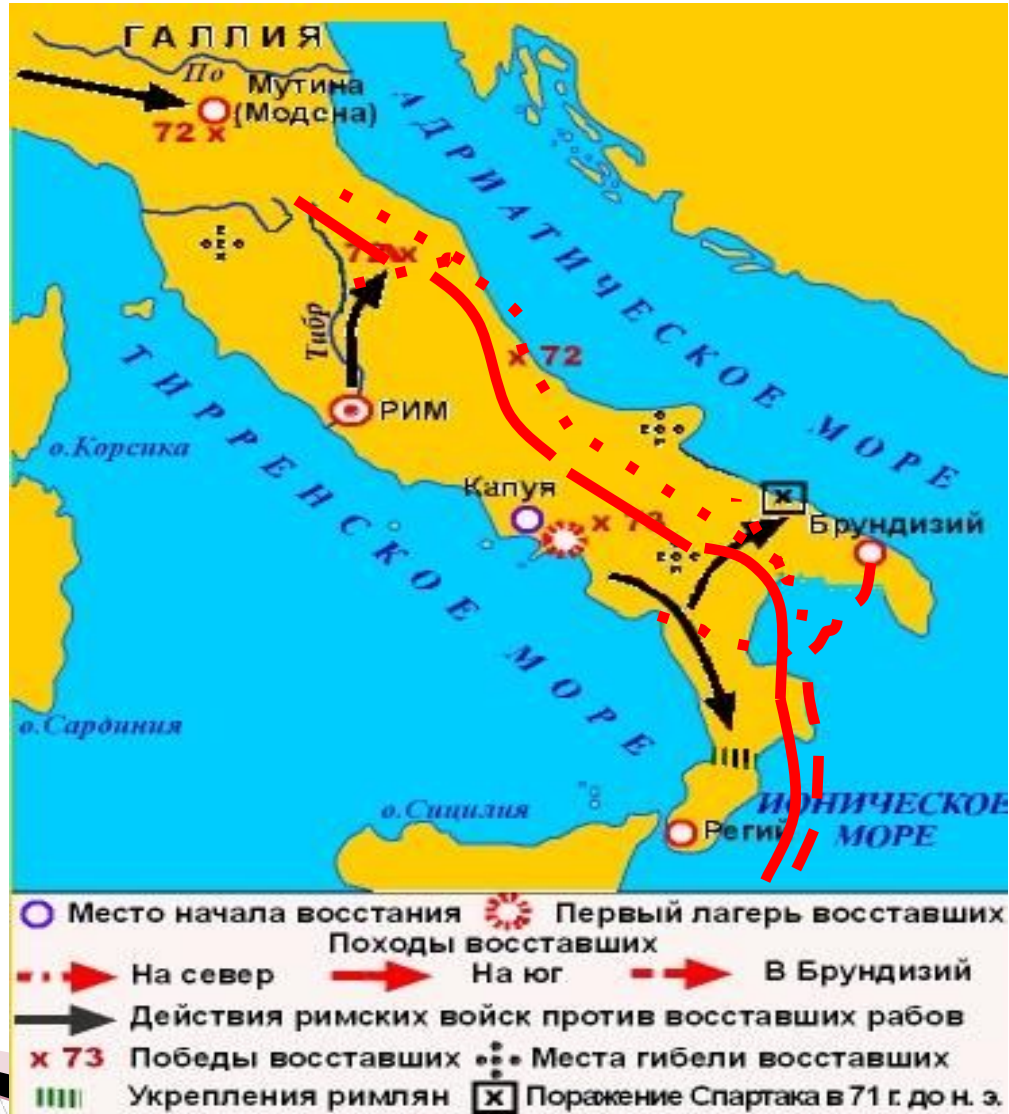 ГАЛЛИЯ
По
Мутина
(Модена)
72 х
АДРИАТИЧЕСКОЕ МОРЕ
72 х
Тибр
х 72
РИМ
ТИРРЕНСКОЕ МОРЕ
о.Корсика
Капуя
х 73
х
Брундизий
о.Сардиния
о.Сицилия
ИОНИЧЕСКОЕ
МОРЕ
Регий
Место начала восстания
Первый лагерь восставших
Походы восставших
На север
На юг
В Брундизий
Действия римских войск против восставших рабов
х 73 Победы восставших
Места гибели восставших
Укрепления римлян
х Поражение Спартака в 71 г. до н. э.